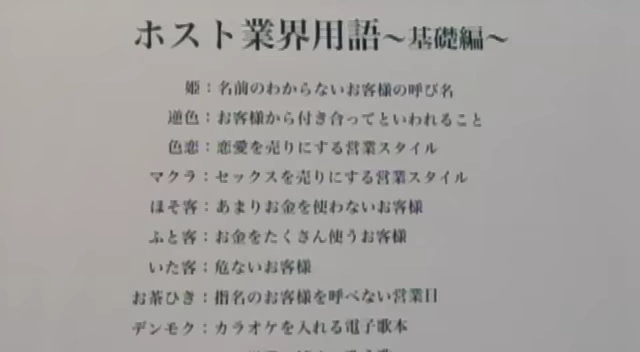 ホスト業界用語～基礎編～
姫：名前のわからないお客様の呼び名
逆色：お客様から付き合ってといわれること
色恋：恋愛を売りにする営業スタイル
マクラ：セックスを売りにする営業スタイル
ほそ客：あまりお金を使わないお客様
ふと客：お金をたくさん使うお客様
いた客：危ないお客様
お茶ひき：指名のお客様を呼べない営業日
デンモク：カラオケを入れる電子歌本